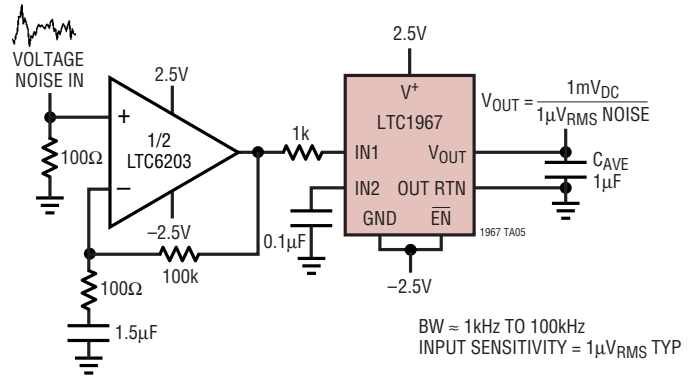 VOLTAGE
NOISE IN
2.5V
+
1/2
LTC6203
−
−2.5V
100Ω
100k
100Ω
1.5µF
1k
0.1µF
2.5V
V+
LTC1967
IN1
VOUT
IN2
OUT RTN
GND
EN
−2.5V
VOUT = 1mVDC
1µVRMS NOISE
CAVE
1µF
1967 TA05
BW ≈ 1kHz TO 100kHz
INPUT SENSITIVITY = 1µVRMS TYP